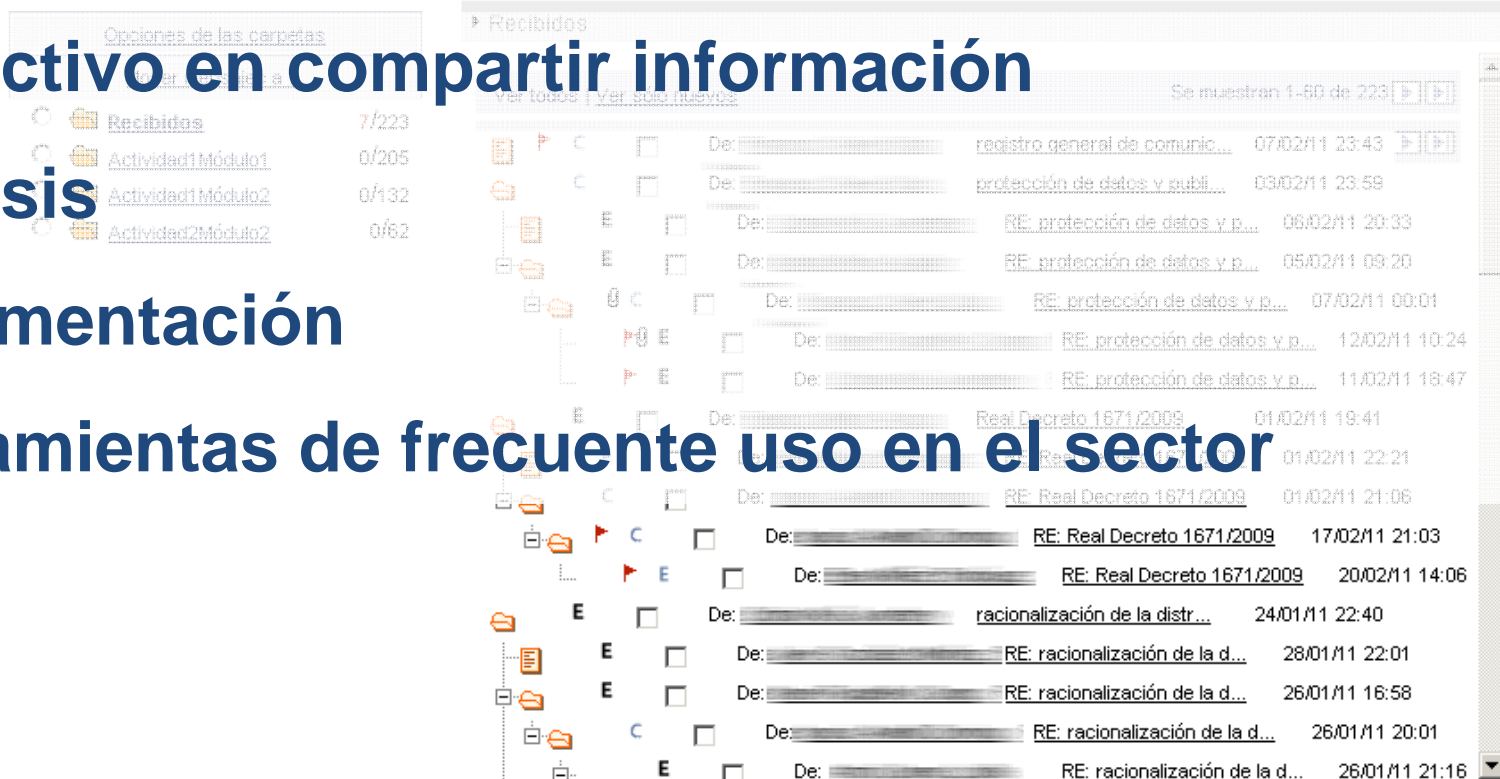 Opciones de las carpetas
Recibidos
ctivo en compartir información
Ver todos | Ver sólo nuevos
Se muestran 1-60 de 223
Recibidos 7/223
Actividad1Módulo1 0/205
Actividad1Módulo2 0/132
Actividad2Módulo2 0/62
sis
mentación
amientas de frecuente uso en el sector
C De: registro general de comunic... 07/02/11 23:43
C De: protección de datos y publi... 03/02/11 23:59
E De: RE: protección de datos y p... 06/02/11 20:33
E De: RE: protección de datos y p... 05/02/11 09:20
C De: RE: protección de datos y p... 07/02/11 00:01
E De: RE: protección de datos y p... 12/02/11 10:24
E De: RE: protección de datos y p... 11/02/11 18:47
E De: Real Decreto 1671/2009 01/02/11 19:41
01/02/11 22:21
C De: RE: Real Decreto 1671/2009 01/02/11 21:06
C De: RE: Real Decreto 1671/2009 17/02/11 21:03
E De: RE: Real Decreto 1671/2009 20/02/11 14:06
E De: racionalización de la distr... 24/01/11 22:40
E De: RE: racionalización de la d... 28/01/11 22:01
E De: RE: racionalización de la d... 26/01/11 16:58
C De: RE: racionalización de la d... 26/01/11 20:01
E De: RE: racionalización de la d... 26/01/11 21:16